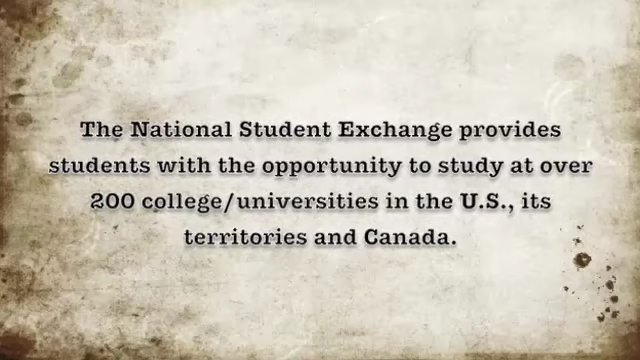 The National Student Exchange provides
students with the opportunity to study at over
200 college/universities in the U.S., its
territories and Canada.